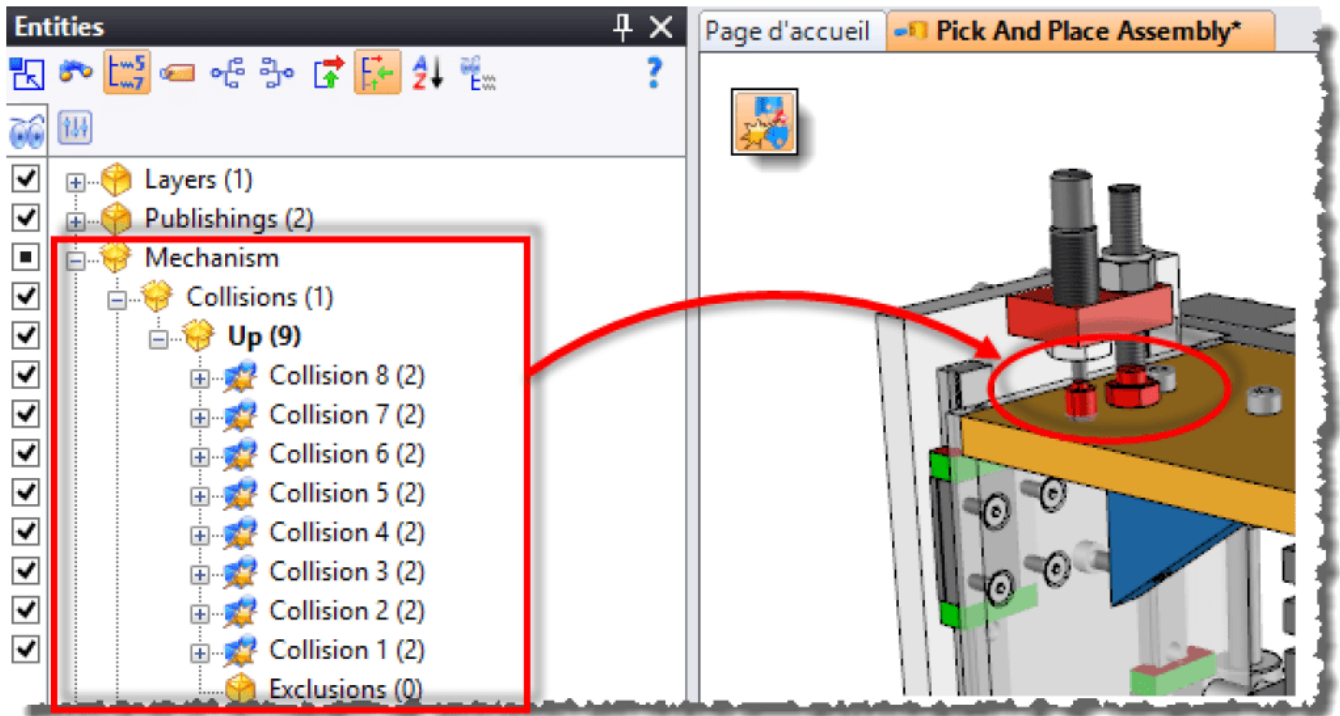 Entities
Page d'accueil
Pick And Place Assembly*
Layers (1)
Publishings (2)
Mechanism
Collisions (1)
Up (9)
Collision 8 (2)
Collision 7 (2)
Collision 6 (2)
Collision 5 (2)
Collision 4 (2)
Collision 3 (2)
Collision 2 (2)
Collision 1 (2)
Exclusions (0)